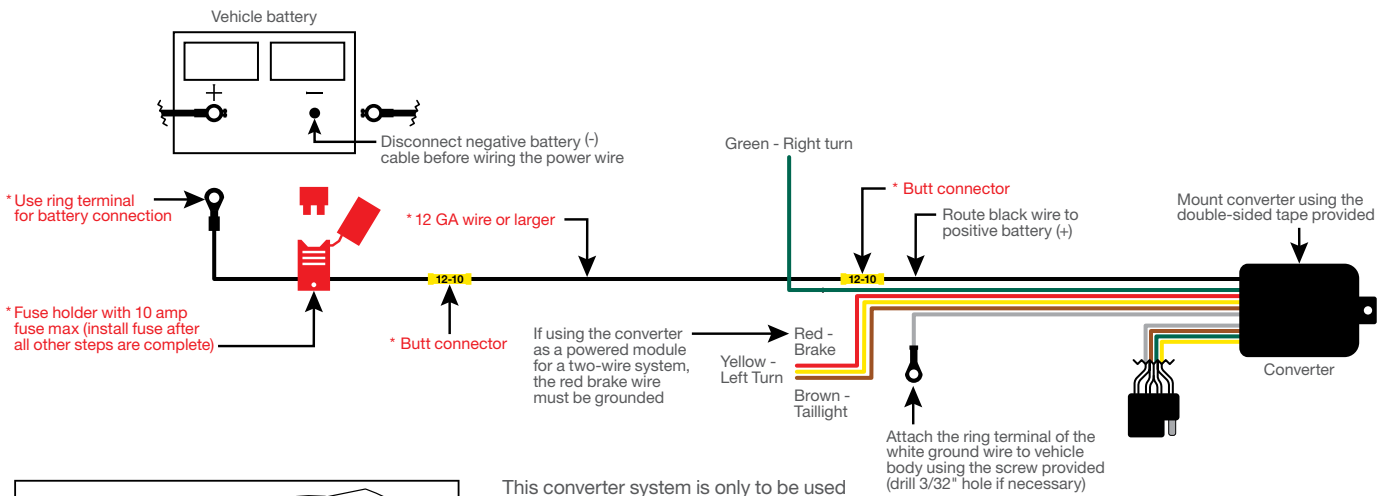 Vehicle battery
+
—
Disconnect negative battery (-)
cable before wiring the power wire
Green - Right turn
* Use ring terminal
for battery connection
* 12 GA wire or larger
* Butt connector
Route black wire to
positive battery (+)
Mount converter using the
double-sided tape provided
12-10
12-10
* Fuse holder with 10 amp
fuse max (install fuse after
all other steps are complete)
* Butt connector
If using the converter
as a powered module
for a two-wire system,
the red brake wire
must be grounded
Red -
Brake
Yellow -
Left Turn
Brown -
Taillight
Converter
Attach the ring terminal of the
white ground wire to vehicle
body using the screw provided
(drill 3/32" hole if necessary)
This converter system is only to be used